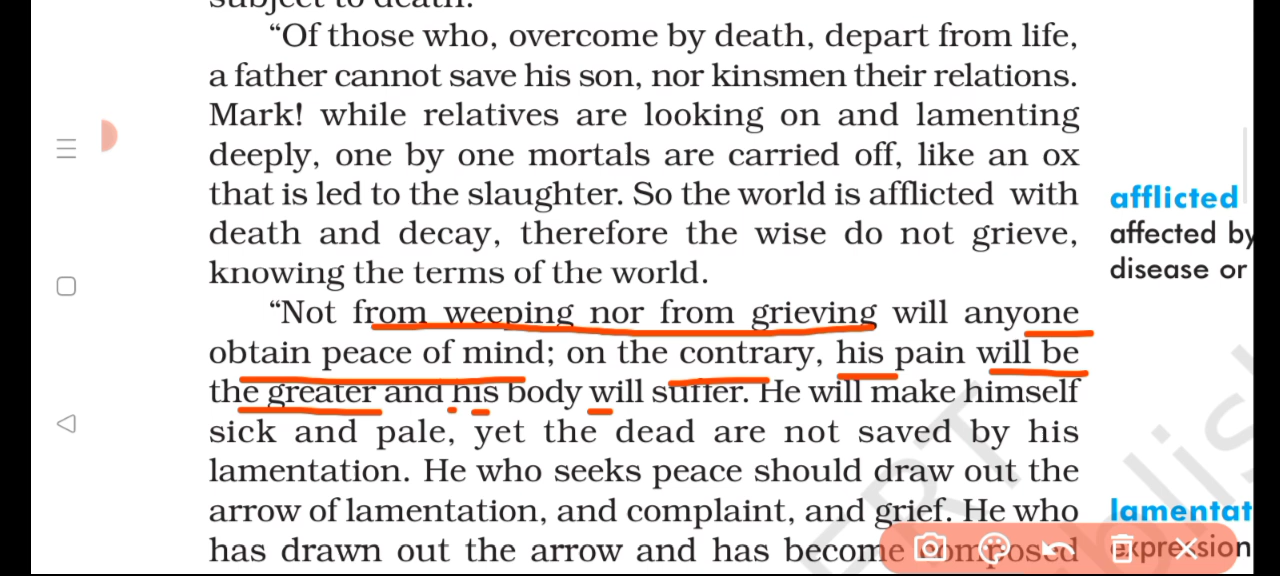 subject to death.
“Of those who, overcome by death, depart from life,
a father cannot save his son, nor kinsmen their relations.
Mark! while relatives are looking on and lamenting
deeply, one by one mortals are carried off, like an ox
that is led to the slaughter. So the world is afflicted with
death and decay, therefore the wise do not grieve,
knowing the terms of the world.
“Not from weeping nor from grieving will anyone
obtain peace of mind; on the contrary, his pain will be
the greater and his body will suffer. He will make himself
sick and pale, yet the dead are not saved by his
lamentation. He who seeks peace should draw out the
arrow of lamentation, and complaint, and grief. He who
has drawn out the arrow and has become composed
afflicted
affected by
disease or
lamentat
expression